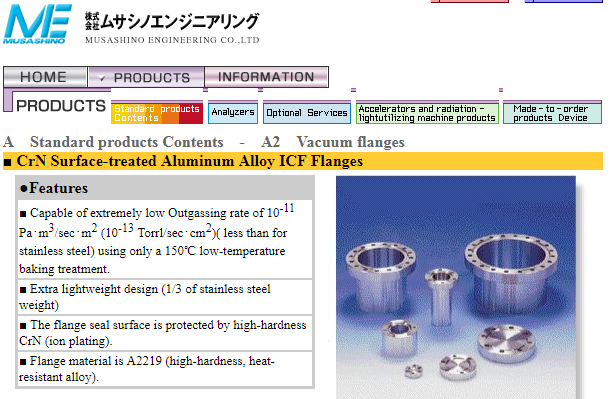 ME
MUSASHINO
株式会社ムサシノエンジニアリング
MUSASHINO ENGINEERING CO.,LTD
HOME ✓ PRODUCTS INFORMATION
PRODUCTS
Standard products
Contents
Analyzers
Optional Services
Accelerators and radiation -
lightutilizing machine products
Made-to-order
products Device
A Standard products Contents - A2 Vacuum flanges
■ CrN Surface-treated Aluminum Alloy ICF Flanges
●Features
■ Capable of extremely low Outgassing rate of 10-11
Pa·m3/sec·m2 (10-13 Torrl/sec·cm2)( less than for
stainless steel) using only a 150℃ low-temperature
baking treatment.
■ Extra lightweight design (1/3 of stainless steel
weight)
■ The flange seal surface is protected by high-hardness
CrN (ion plating).
■ Flange material is A2219 (high-hardness, heat-
resistant alloy).